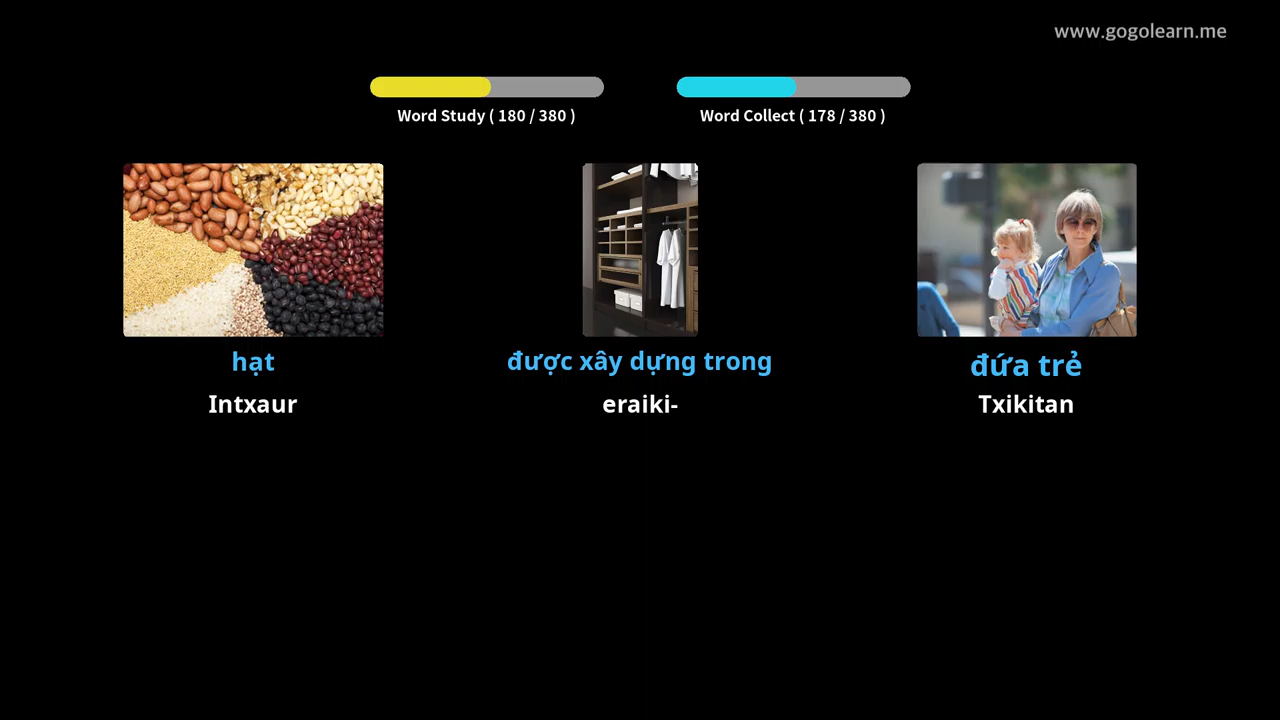 www.gogolearn.me
Word Study ( 180 / 380 )
Word Collect ( 178 / 380 )
hạt
được xây dựng trong
đứa trẻ
Intxaur
eraiki-
Txikitan